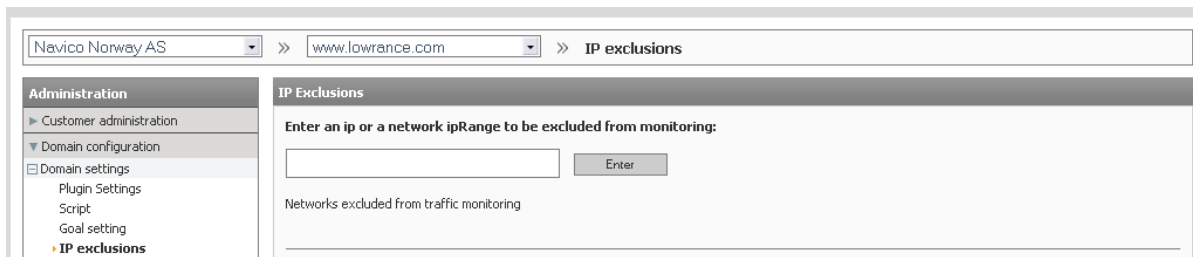 Navico Norway AS » www.lowrance.com » IP exclusions
Administration
Customer administration
Domain configuration
Domain settings
Plugin Settings
Script
Goal setting
IP exclusions
IP Exclusions
Enter an ip or a network ipRange to be excluded from monitoring:
Enter
Networks excluded from traffic monitoring